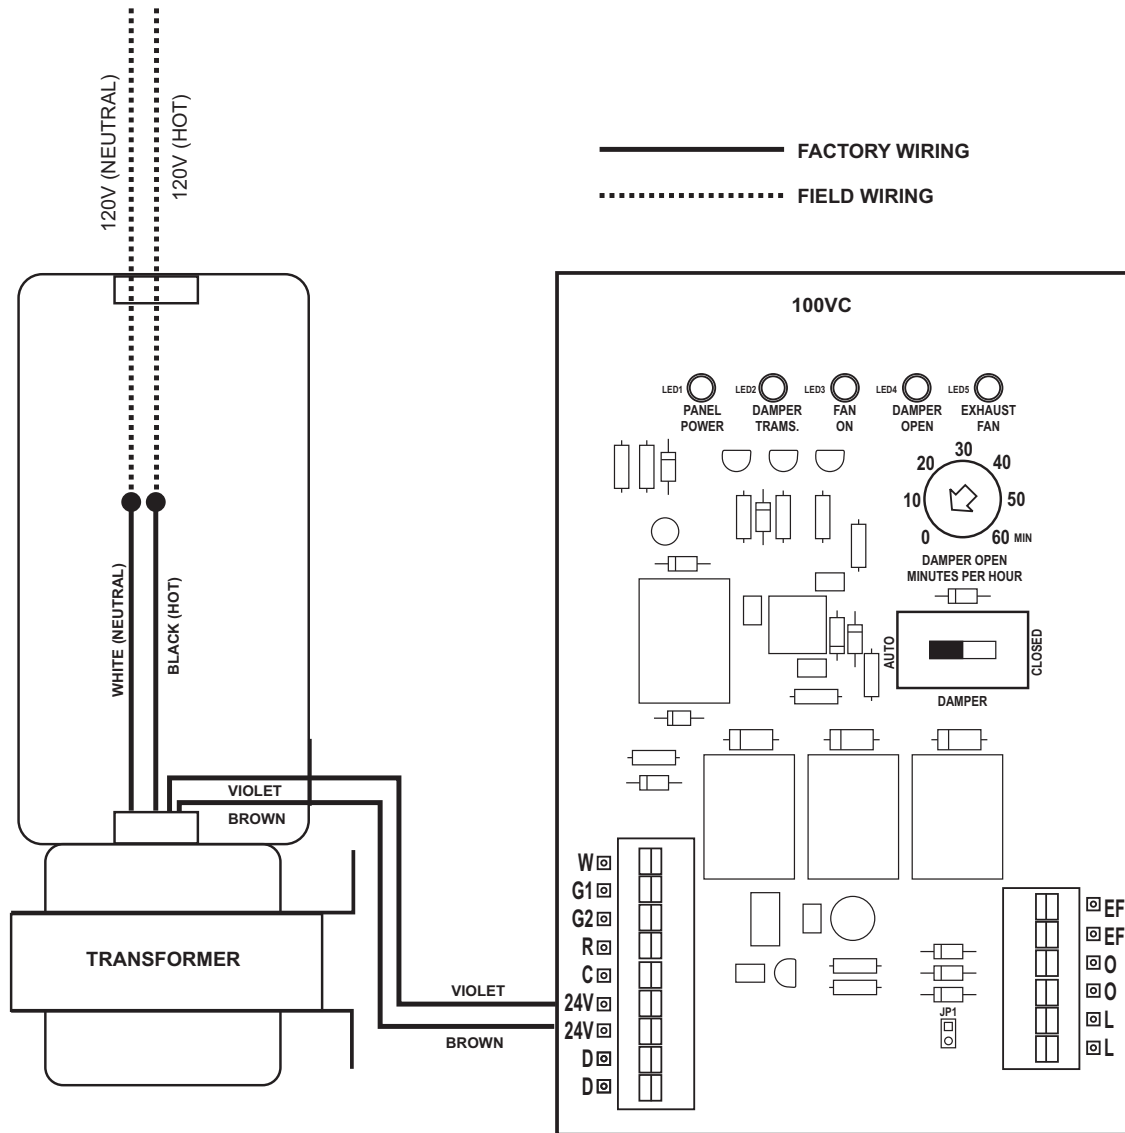 120V (NEUTRAL)
120V (HOT)
FACTORY WIRING
FIELD WIRING
100VC
LED1
PANEL
POWER
LED2
DAMPER
TRAMS.
LED3
FAN
ON
LED4
DAMPER
OPEN
LED5
EXHAUST
FAN
0
10
20
30
40
50
60 MIN
DAMPER OPEN
MINUTES PER HOUR
AUTO
CLOSED
DAMPER
WHITE (NEUTRAL)
BLACK (HOT)
VIOLET
BROWN
TRANSFORMER
VIOLET
BROWN
W
G1
G2
R
C
24V
24V
D
D
JP1
EF
EF
O
O
L
L